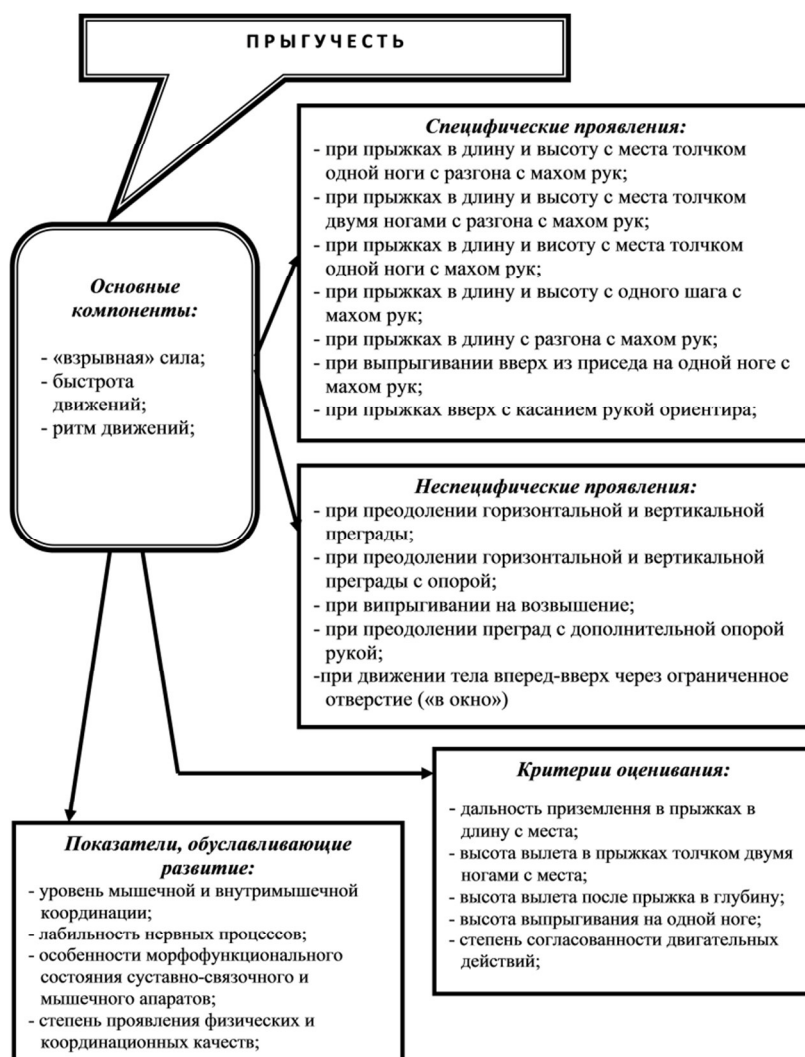 ПРЫГУЧЕСТЬ
Специфические проявления:
- при прыжках в длину и высоту с места толчком
одной ноги с разгона с махом рук;
- при прыжках в длину и высоту с места толчком
двумя ногами с разгона с махом рук;
- при прыжках в длину и висоту с места толчком
одной ноги с махом рук;
- при прыжках в длину и высоту с одного шага с
махом рук;
- при прыжках в длину с разгона с махом рук;
- при выпрыгивании вверх из приседа на одной ноге с
махом рук;
- при прыжках вверх с касанием рукой ориентира;
Основные
компоненты:
- «взрывная» сила;
- быстрота
движений;
- ритм движений;
Неспецифические проявления:
- при преодолении горизонтальной и вертикальной
преграды;
- при преодолении горизонтальной и вертикальной
преграды с опорой;
- при випрыгивании на возвышение;
- при преодолении преград с дополнительной опорой
рукой;
-при движении тела вперед-вверх через ограниченное
отверстие («в окно»)
Критерии оценивания:
- дальность приземлення в прыжках в
длину с места;
- высота вылета в прыжках толчком двумя
ногами с места;
- высота вылета после прыжка в глубину;
- высота выпрыгивания на одной ноге;
- степень согласованности двигательных
действий;
Показатели, обуславливающие
развитие:
- уровень мышечной и внутримышечной
координации;
- лабильность нервных процессов;
- особенности морфофункционального
состояния суставно-связочного и
мышечного аппаратов;
- степень проявления физических и
координационных качеств;